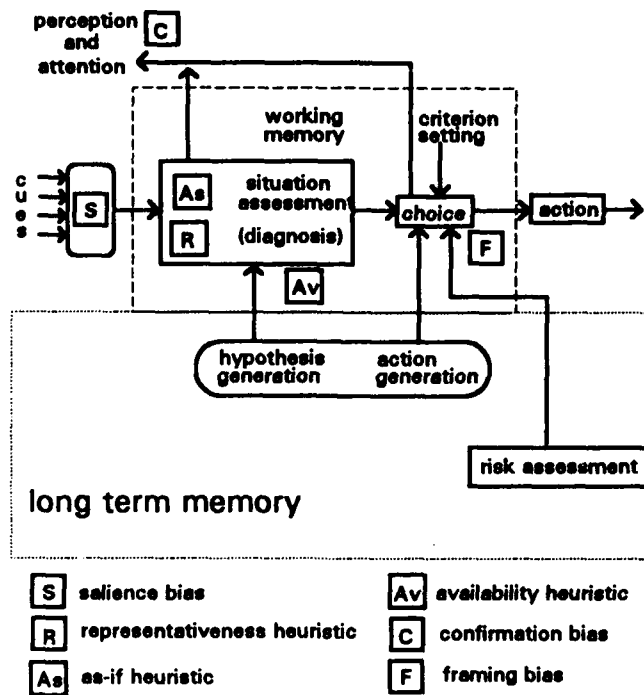 perception
and
attention
C
working
memory
criterion
setting
cues
S
As
situation
assessment
R
(diagnosis)
choice
action
F
Av
hypothesis
generation
action
generation
risk assessment
long term memory
S salience bias
R representativeness heuristic
As as-if heuristic
Av availability heuristic
C confirmation bias
F framing bias